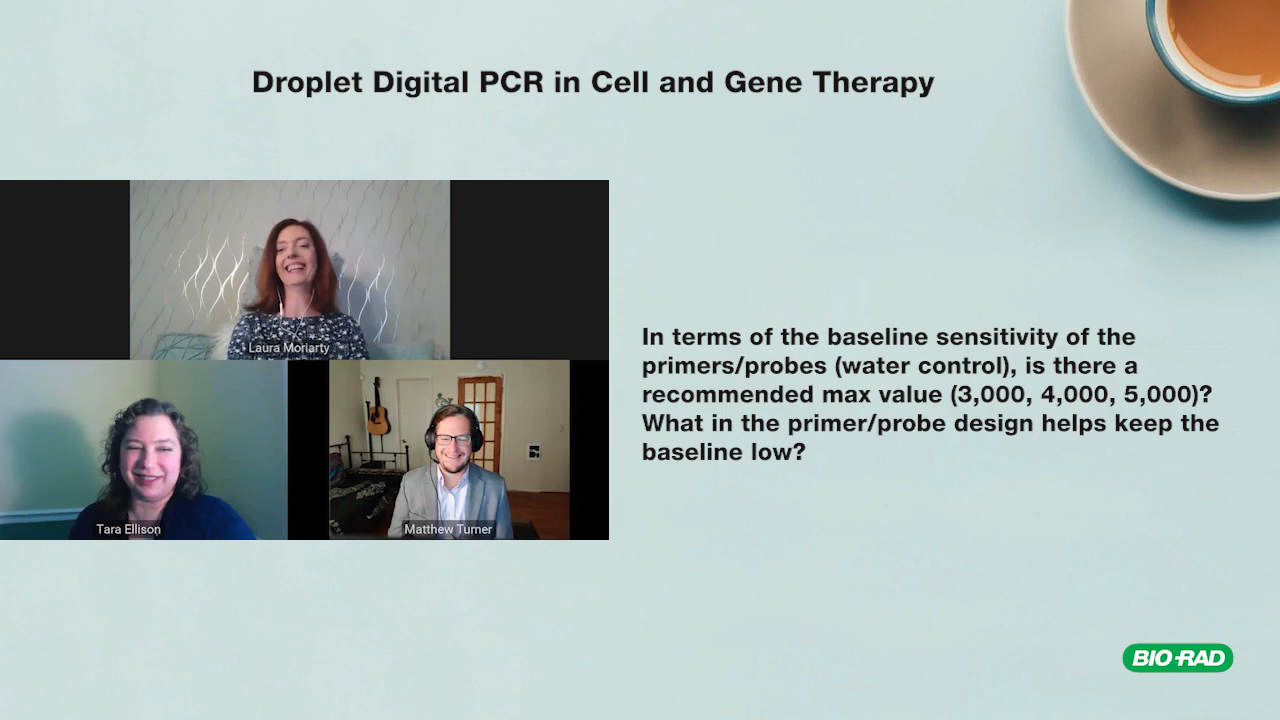 Droplet Digital PCR in Cell and Gene Therapy
Laura Moriarty
Tara Ellison
Matthew Turner
In terms of the baseline sensitivity of the
primers/probes (water control), is there a
recommended max value (3,000, 4,000, 5,000)?
What in the primer/probe design helps keep the
baseline low?
BIO-RAD